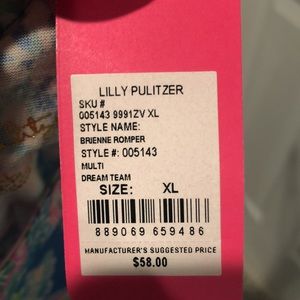 LILLY PULITZER
SKU #
005143 9991ZV XL
STYLE NAME:
BRIENNE ROMPER
STYLE #: 005143
MULTI
DREAM TEAM
SIZE: XL
889069 659486
MANUFACTURER'S SUGGESTED PRICE
$58.00